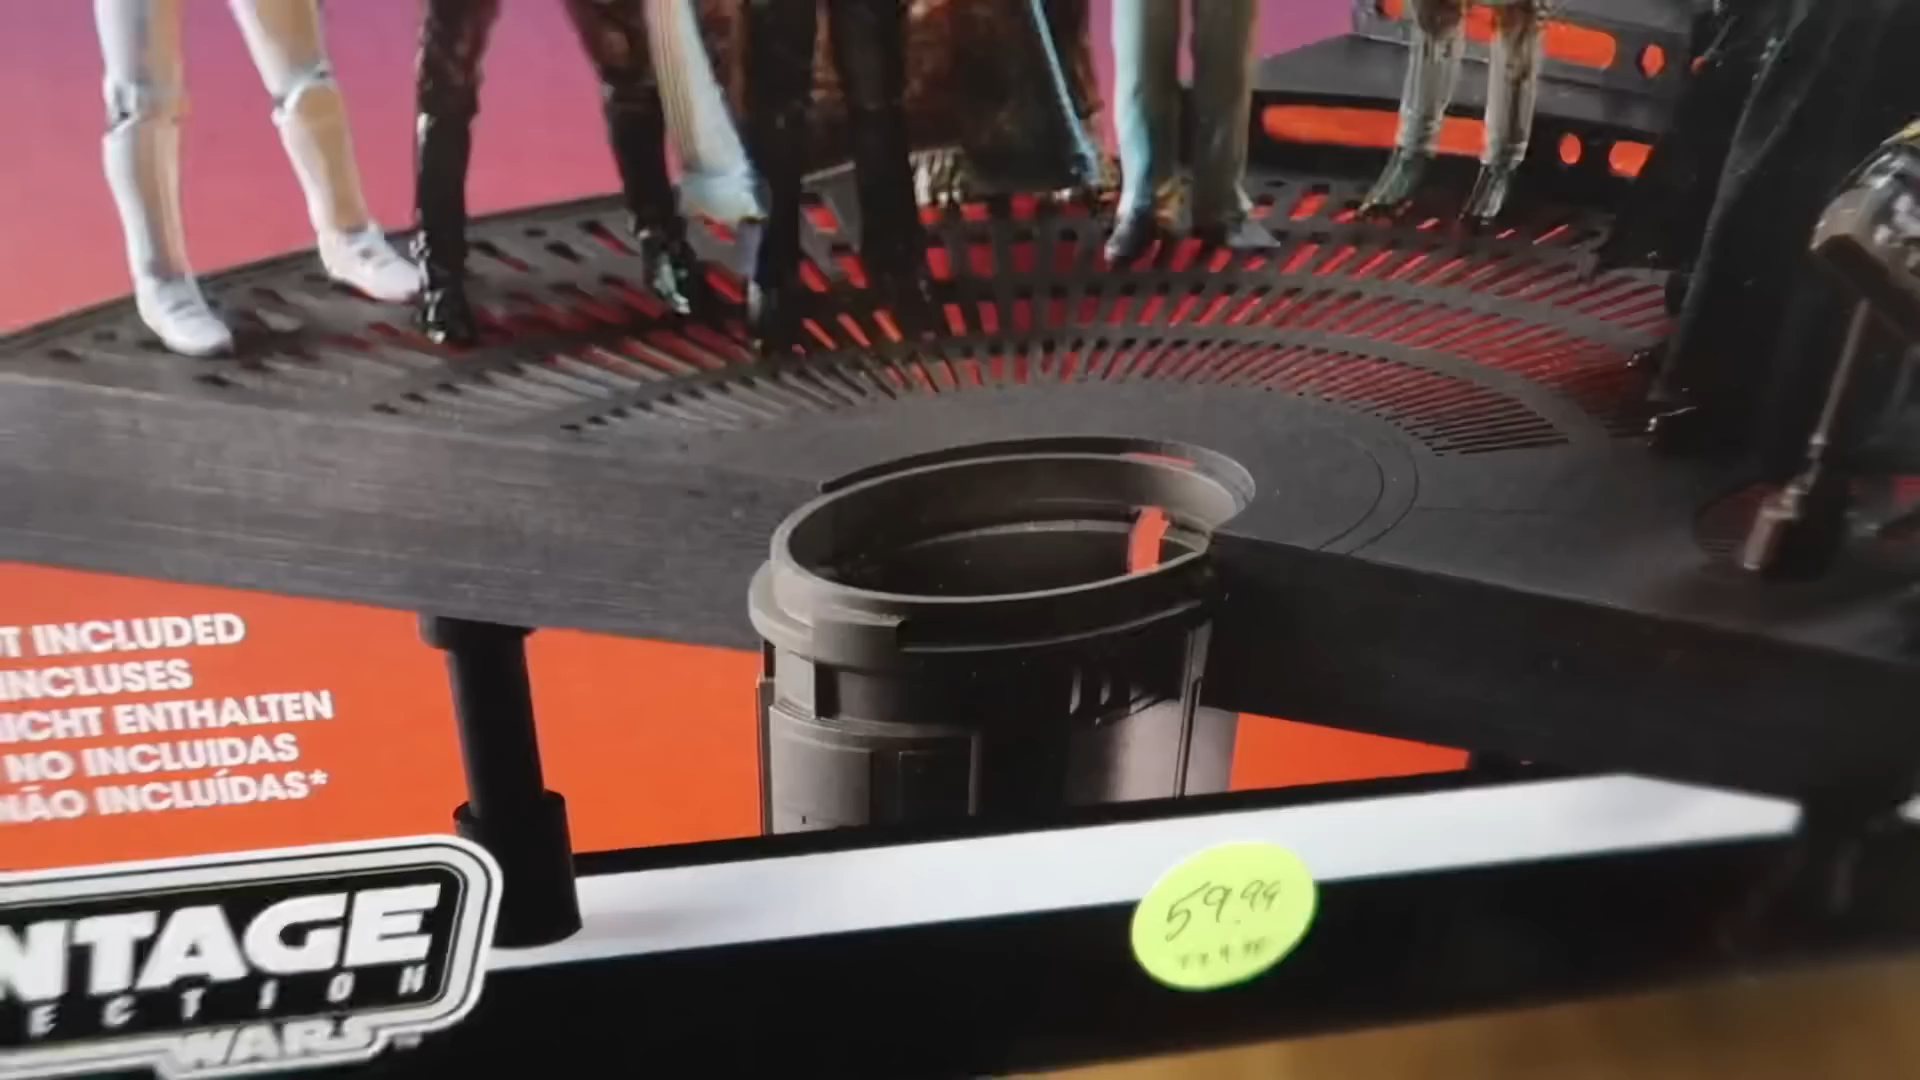 T INCLUDED
INCLUSES
NICHT ENTHALTEN
NO INCLUIDAS
NÃO INCLUÍDAS*
NTAGE
ECTION
WARS
59.99